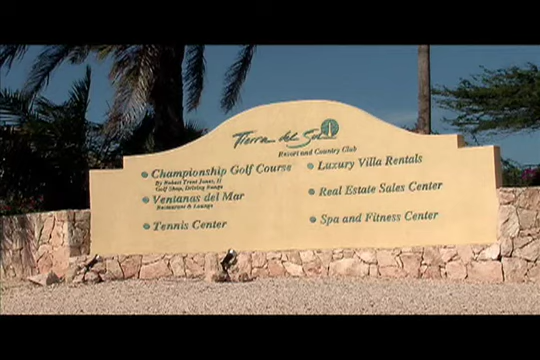 Tierra del Sol
Resort and Country Club
Championship Golf Course
By Robert Trent Jones, II
Golf Shop, Driving Range
Ventanas del Mar
Restaurant & Lounge
Tennis Center
Luxury Villa Rentals
Real Estate Sales Center
Spa and Fitness Center